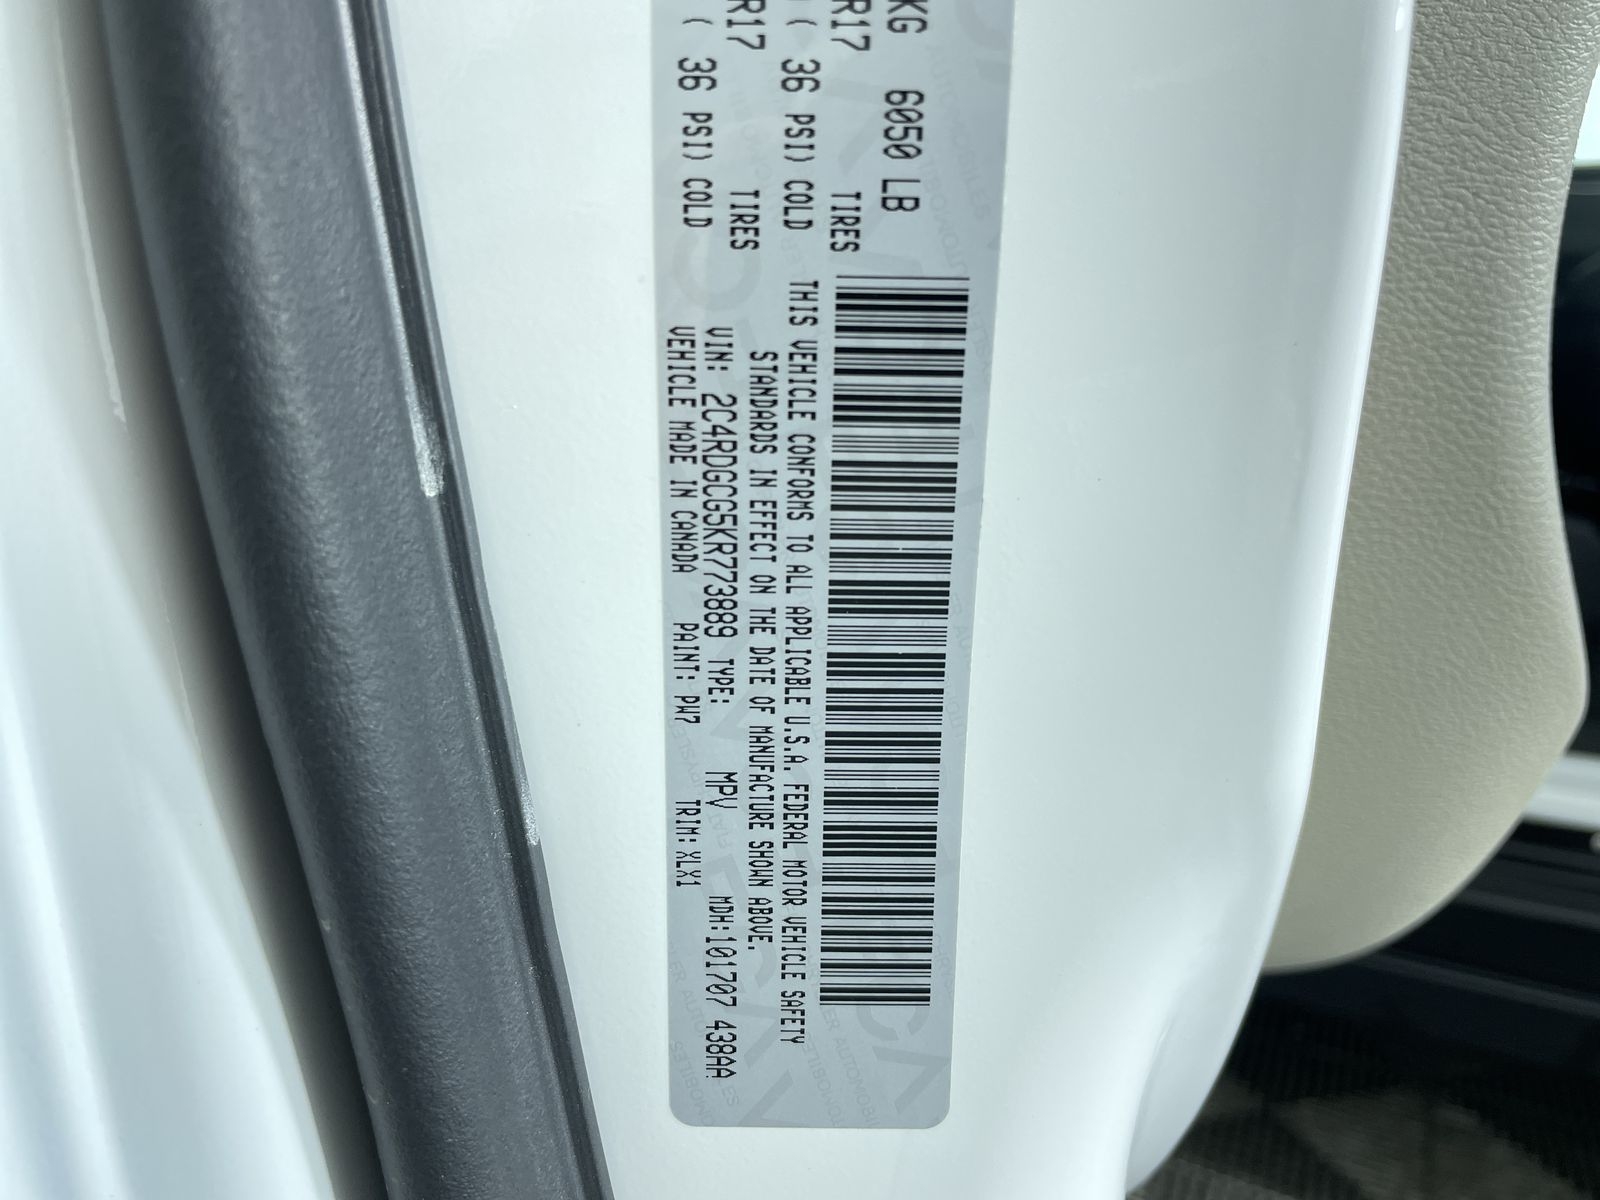 KG 6050 LB
R17 TIRES
( 36 PSI) COLD
R17 TIRES
( 36 PSI) COLD
THIS VEHICLE CONFORMS TO ALL APPLICABLE U.S.A. FEDERAL MOTOR VEHICLE SAFETY
STANDARDS IN EFFECT ON THE DATE OF MANUFACTURE SHOWN ABOVE.
VIN: 2C4RDGCG5KR773889 TYPE: MPV MDH:101707 438AA
VEHICLE MADE IN CANADA PAINT: PW7 TRIM: XLX1